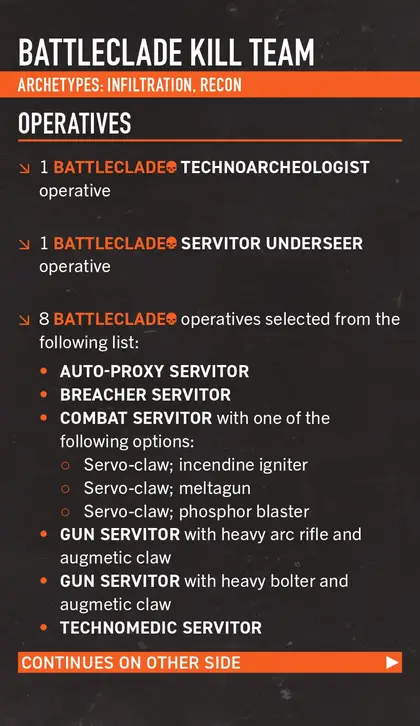 BATTLECLADE KILL TEAM
ARCHETYPES: INFILTRATION, RECON
OPERATIVES
↘ 1 BATTLECLADE💀 TECHNOARCHEOLOGIST
operative
↘ 1 BATTLECLADE💀 SERVITOR UNDERSEER
operative
↘ 8 BATTLECLADE💀 operatives selected from the
following list:
• AUTO-PROXY SERVITOR
• BREACHER SERVITOR
• COMBAT SERVITOR with one of the
following options:
○ Servo-claw; incendine igniter
○ Servo-claw; meltagun
○ Servo-claw; phosphor blaster
• GUN SERVITOR with heavy arc rifle and
augmetic claw
• GUN SERVITOR with heavy bolter and
augmetic claw
• TECHNOMEDIC SERVITOR
CONTINUES ON OTHER SIDE ▶